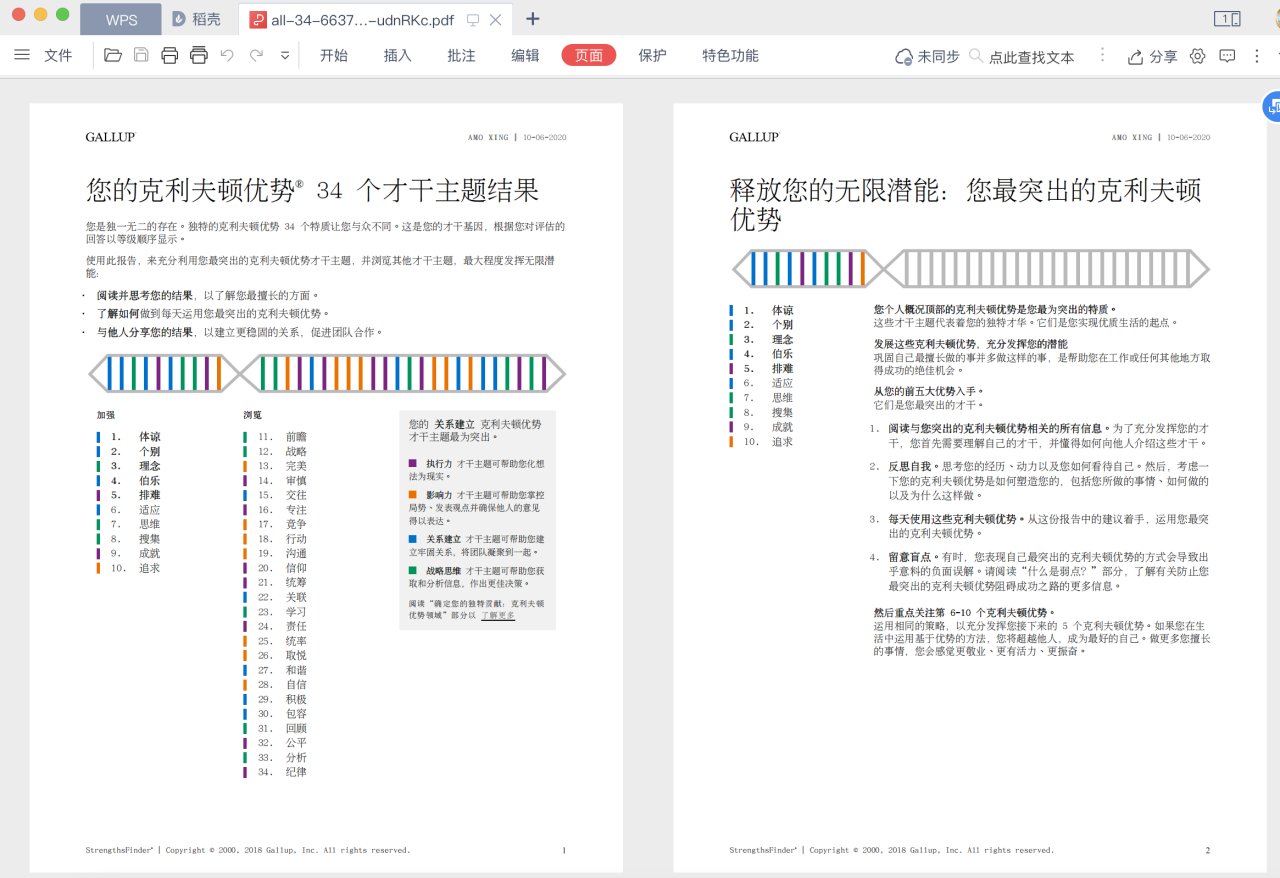 WPS
稻壳
all-34-6637...-udnRKc.pdf
文件
开始
插入
批注
编辑
页面
保护
特色功能
未同步
点此查找文本
分享
GALLUP
AMO XING | 10-06-2020
您的克利夫顿优势® 34 个才干主题结果
您是独一无二的存在。独特的克利夫顿优势 34 个特质让您与众不同。这是您的才干基因，根据您对评估的
回答以等级顺序显示。
使用此报告，来充分利用您最突出的克利夫顿优势才干主题，并浏览其他才干主题，最大程度发挥无限潜
能：
· 阅读并思考您的结果，以了解您最擅长的方面。
· 了解如何做到每天运用您最突出的克利夫顿优势。
· 与他人分享您的结果，以建立更稳固的关系，促进团队合作。
加强
1. 体谅
2. 个别
3. 理念
4. 伯乐
5. 排难
6. 适应
7. 思维
8. 搜集
9. 成就
10. 追求
浏览
11. 前瞻
12. 战略
13. 完美
14. 审慎
15. 交往
16. 专注
17. 竞争
18. 行动
19. 沟通
20. 信仰
21. 统筹
22. 关联
23. 学习
24. 责任
25. 统率
26. 取悦
27. 和谐
28. 自信
29. 积极
30. 包容
31. 回顾
32. 公平
33. 分析
34. 纪律
您的 关系建立 克利夫顿优势
才干主题最为突出。
执行力 才干主题可帮助您化想
法为现实。
影响力 才干主题可帮助您掌控
局势、发表观点并确保他人的意见
得以表达。
关系建立 才干主题可帮助您建
立牢固关系，将团队凝聚到一起。
战略思维 才干主题可帮助您获
取和分析信息，作出更佳决策。
阅读“确定您的独特贡献：克利夫顿
优势领域”部分以 了解更多
StrengthsFinder® | Copyright © 2000, 2018 Gallup, Inc. All rights reserved.
1
GALLUP
AMO XING | 10-06-2020
释放您的无限潜能：您最突出的克利夫顿
优势
1. 体谅
2. 个别
3. 理念
4. 伯乐
5. 排难
6. 适应
7. 思维
8. 搜集
9. 成就
10. 追求
您个人概况顶部的克利夫顿优势是您最为突出的特质。
这些才干主题代表着您的独特才华。它们是您实现优质生活的起点。
发展这些克利夫顿优势，充分发挥您的潜能
巩固自己最擅长做的事并多做这样的事，是帮助您在工作或任何其他地方取
得成功的绝佳机会。
从您的前五大优势入手。
它们是您最突出的才干。
1. 阅读与您突出的克利夫顿优势相关的所有信息。为了充分发挥您的才
干，您首先需要理解自己的才干，并懂得如何向他人介绍这些才干。
2. 反思自我。思考您的经历、动力以及您如何看待自己。然后，考虑一
下您的克利夫顿优势是如何塑造您的，包括您所做的事情、如何做的
以及为什么这样做。
3. 每天使用这些克利夫顿优势。从这份报告中的建议着手，运用您最突
出的克利夫顿优势。
4. 留意盲点。有时，您表现自己最突出的克利夫顿优势的方式会导致出
乎意料的负面误解。请阅读“什么是弱点？”部分，了解有关防止您
最突出的克利夫顿优势阻碍成功之路的更多信息。
然后重点关注第 6-10 个克利夫顿优势。
运用相同的策略，以充分发挥您接下来的 5 个克利夫顿优势。如果您在生
活中运用基于优势的方法，您将超越他人，成为最好的自己。做更多您擅长
的事情，您会感觉更敬业、更有活力、更振奋。
StrengthsFinder® | Copyright © 2000, 2018 Gallup, Inc. All rights reserved.
2